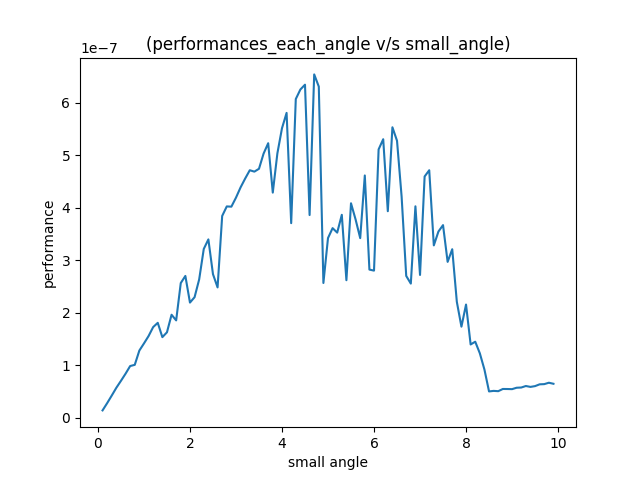 (performances_each_angle v/s small_angle)
1e−7
6
5
4
3
2
1
0
performance
0 2 4 6 8 10
small angle